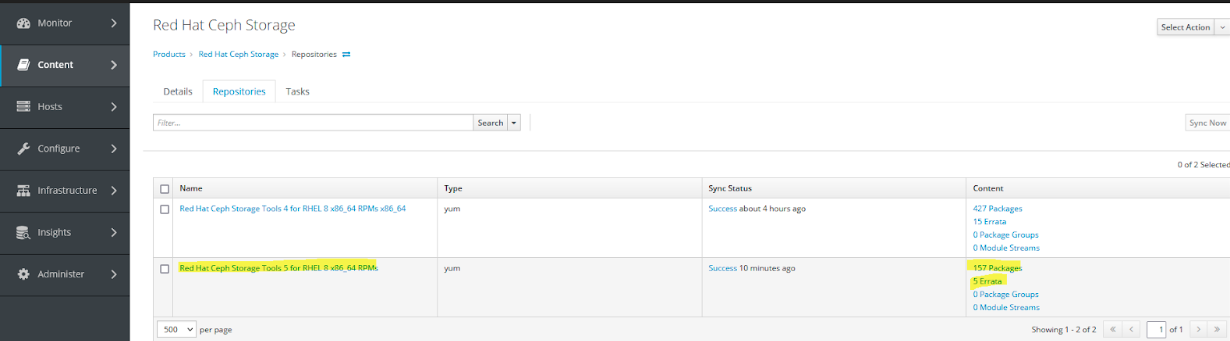 Monitor
Content
Hosts
Configure
Infrastructure
Insights
Administer
Red Hat Ceph Storage
Select Action
Products › Red Hat Ceph Storage › Repositories
Details Repositories Tasks
Filter... Search
Sync Now
0 of 2 Selected
Name Type Sync Status Content
Red Hat Ceph Storage Tools 4 for RHEL 8 x86_64 RPMs x86_64 yum Success about 4 hours ago 427 Packages
15 Errata
0 Package Groups
0 Module Streams
Red Hat Ceph Storage Tools 5 for RHEL 8 x86_64 RPMs yum Success 10 minutes ago 157 Packages
5 Errata
0 Package Groups
0 Module Streams
500 per page Showing 1 - 2 of 2 « ‹ 1 of 1 › »